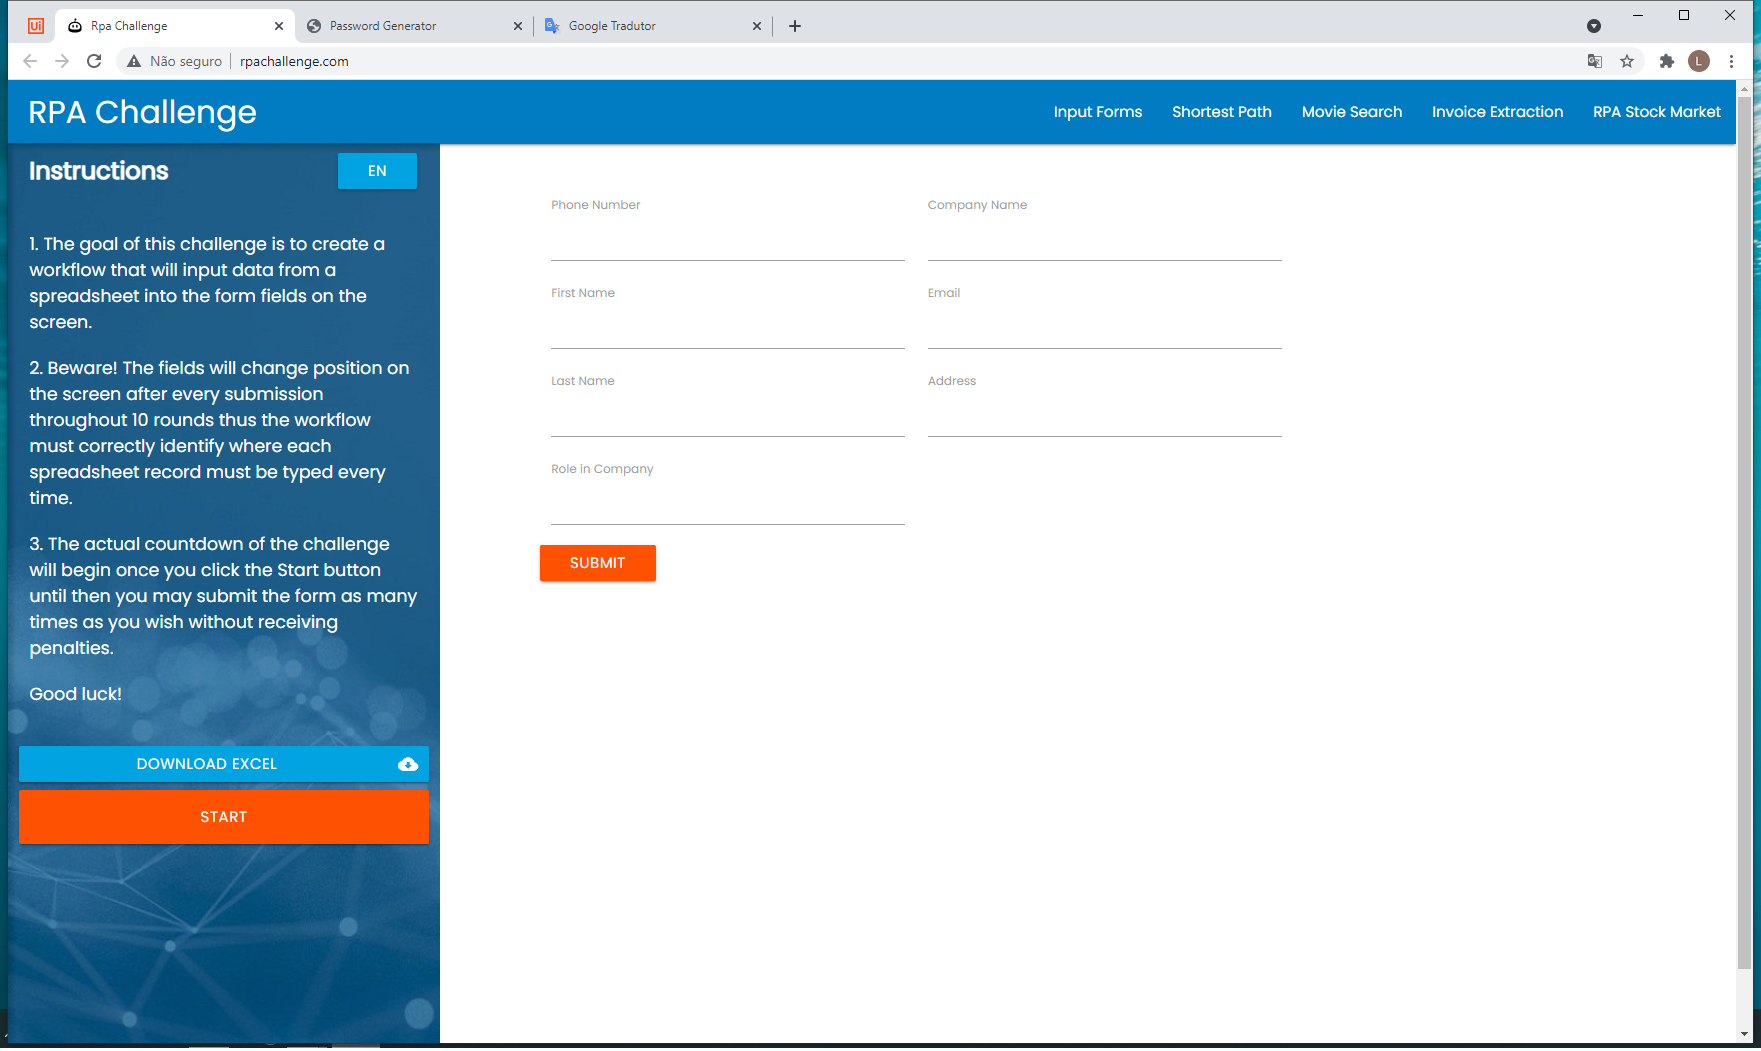 Ui
Rpa Challenge
Password Generator
Google Tradutor
Não seguro
rpachallenge.com
L
RPA Challenge
Input Forms
Shortest Path
Movie Search
Invoice Extraction
RPA Stock Market
Instructions
EN
1. The goal of this challenge is to create a
workflow that will input data from a
spreadsheet into the form fields on the
screen.
2. Beware! The fields will change position on
the screen after every submission
throughout 10 rounds thus the workflow
must correctly identify where each
spreadsheet record must be typed every
time.
3. The actual countdown of the challenge
will begin once you click the Start button
until then you may submit the form as many
times as you wish without receiving
penalties.
Good luck!
DOWNLOAD EXCEL
START
Phone Number
Company Name
First Name
Email
Last Name
Address
Role in Company
SUBMIT